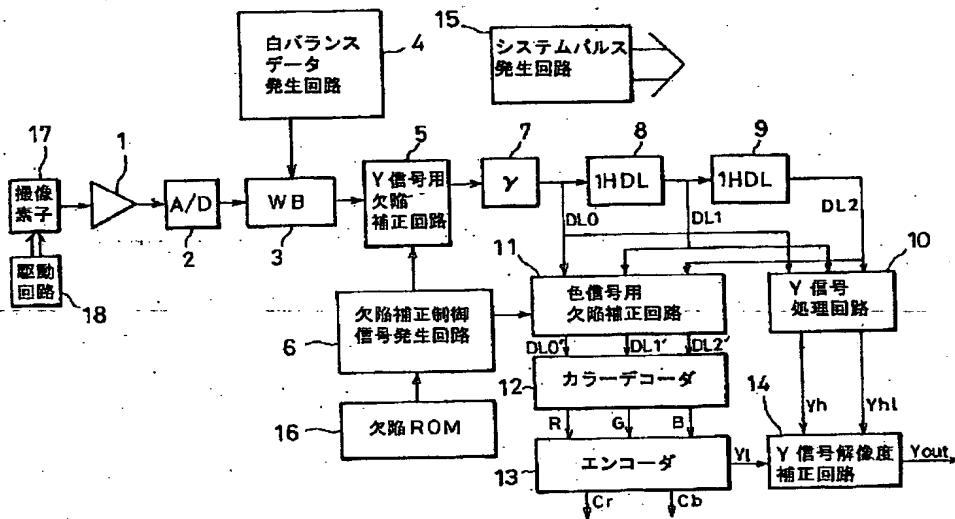 15
白バランス
データ
発生回路
4
システムパルス
発生回路
17
1
5
7
8
9
撮像
素子
A/D
WB
Y信号用
欠陥
補正回路
γ
1HDL
1HDL
2
3
DL0
DL1
DL2
駆動
回路
18
11
10
欠陥補正制御
信号発生回路
6
色信号用
欠陥補正回路
Y信号
処理回路
DL0'
DL1'
DL2'
12
カラーデコーダ
14
Yh
Yhl
16
欠陥ROM
R
G
B
エンコーダ
13
Yl
Y信号解像度
補正回路
Yout
Cr
Cb